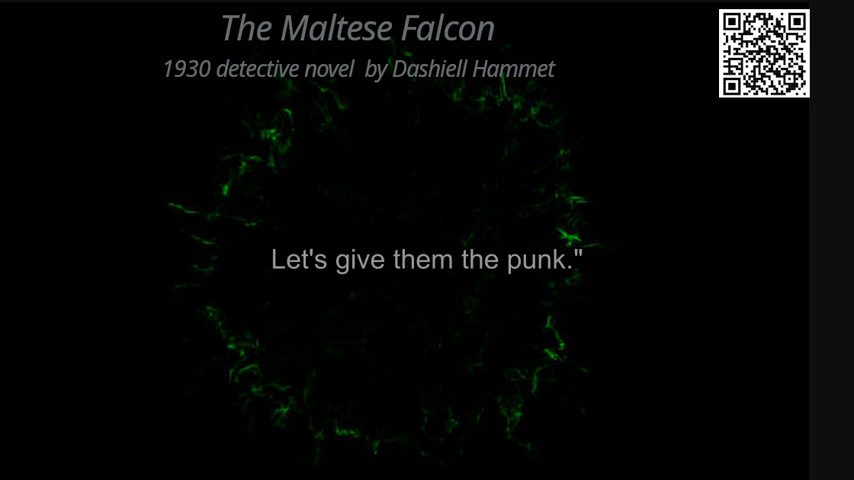 The Maltese Falcon
1930 detective novel by Dashiell Hammet
Let's give them the punk."